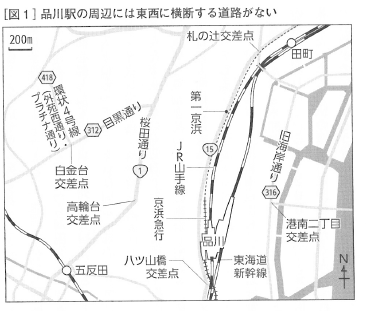 [図1] 品川駅の周辺には東西に横断する道路がない
200m
札の辻交差点
田町
418
環状4号線
(外苑西通り・
プラチナ通り)
312
目黒通り
桜田通り
1
第一京浜
15
JR山手線
旧海岸通り
316
白金台
交差点
高輪台
交差点
京浜急行
品川
港南二丁目
交差点
五反田
八ツ山橋
交差点
東海道
新幹線
N